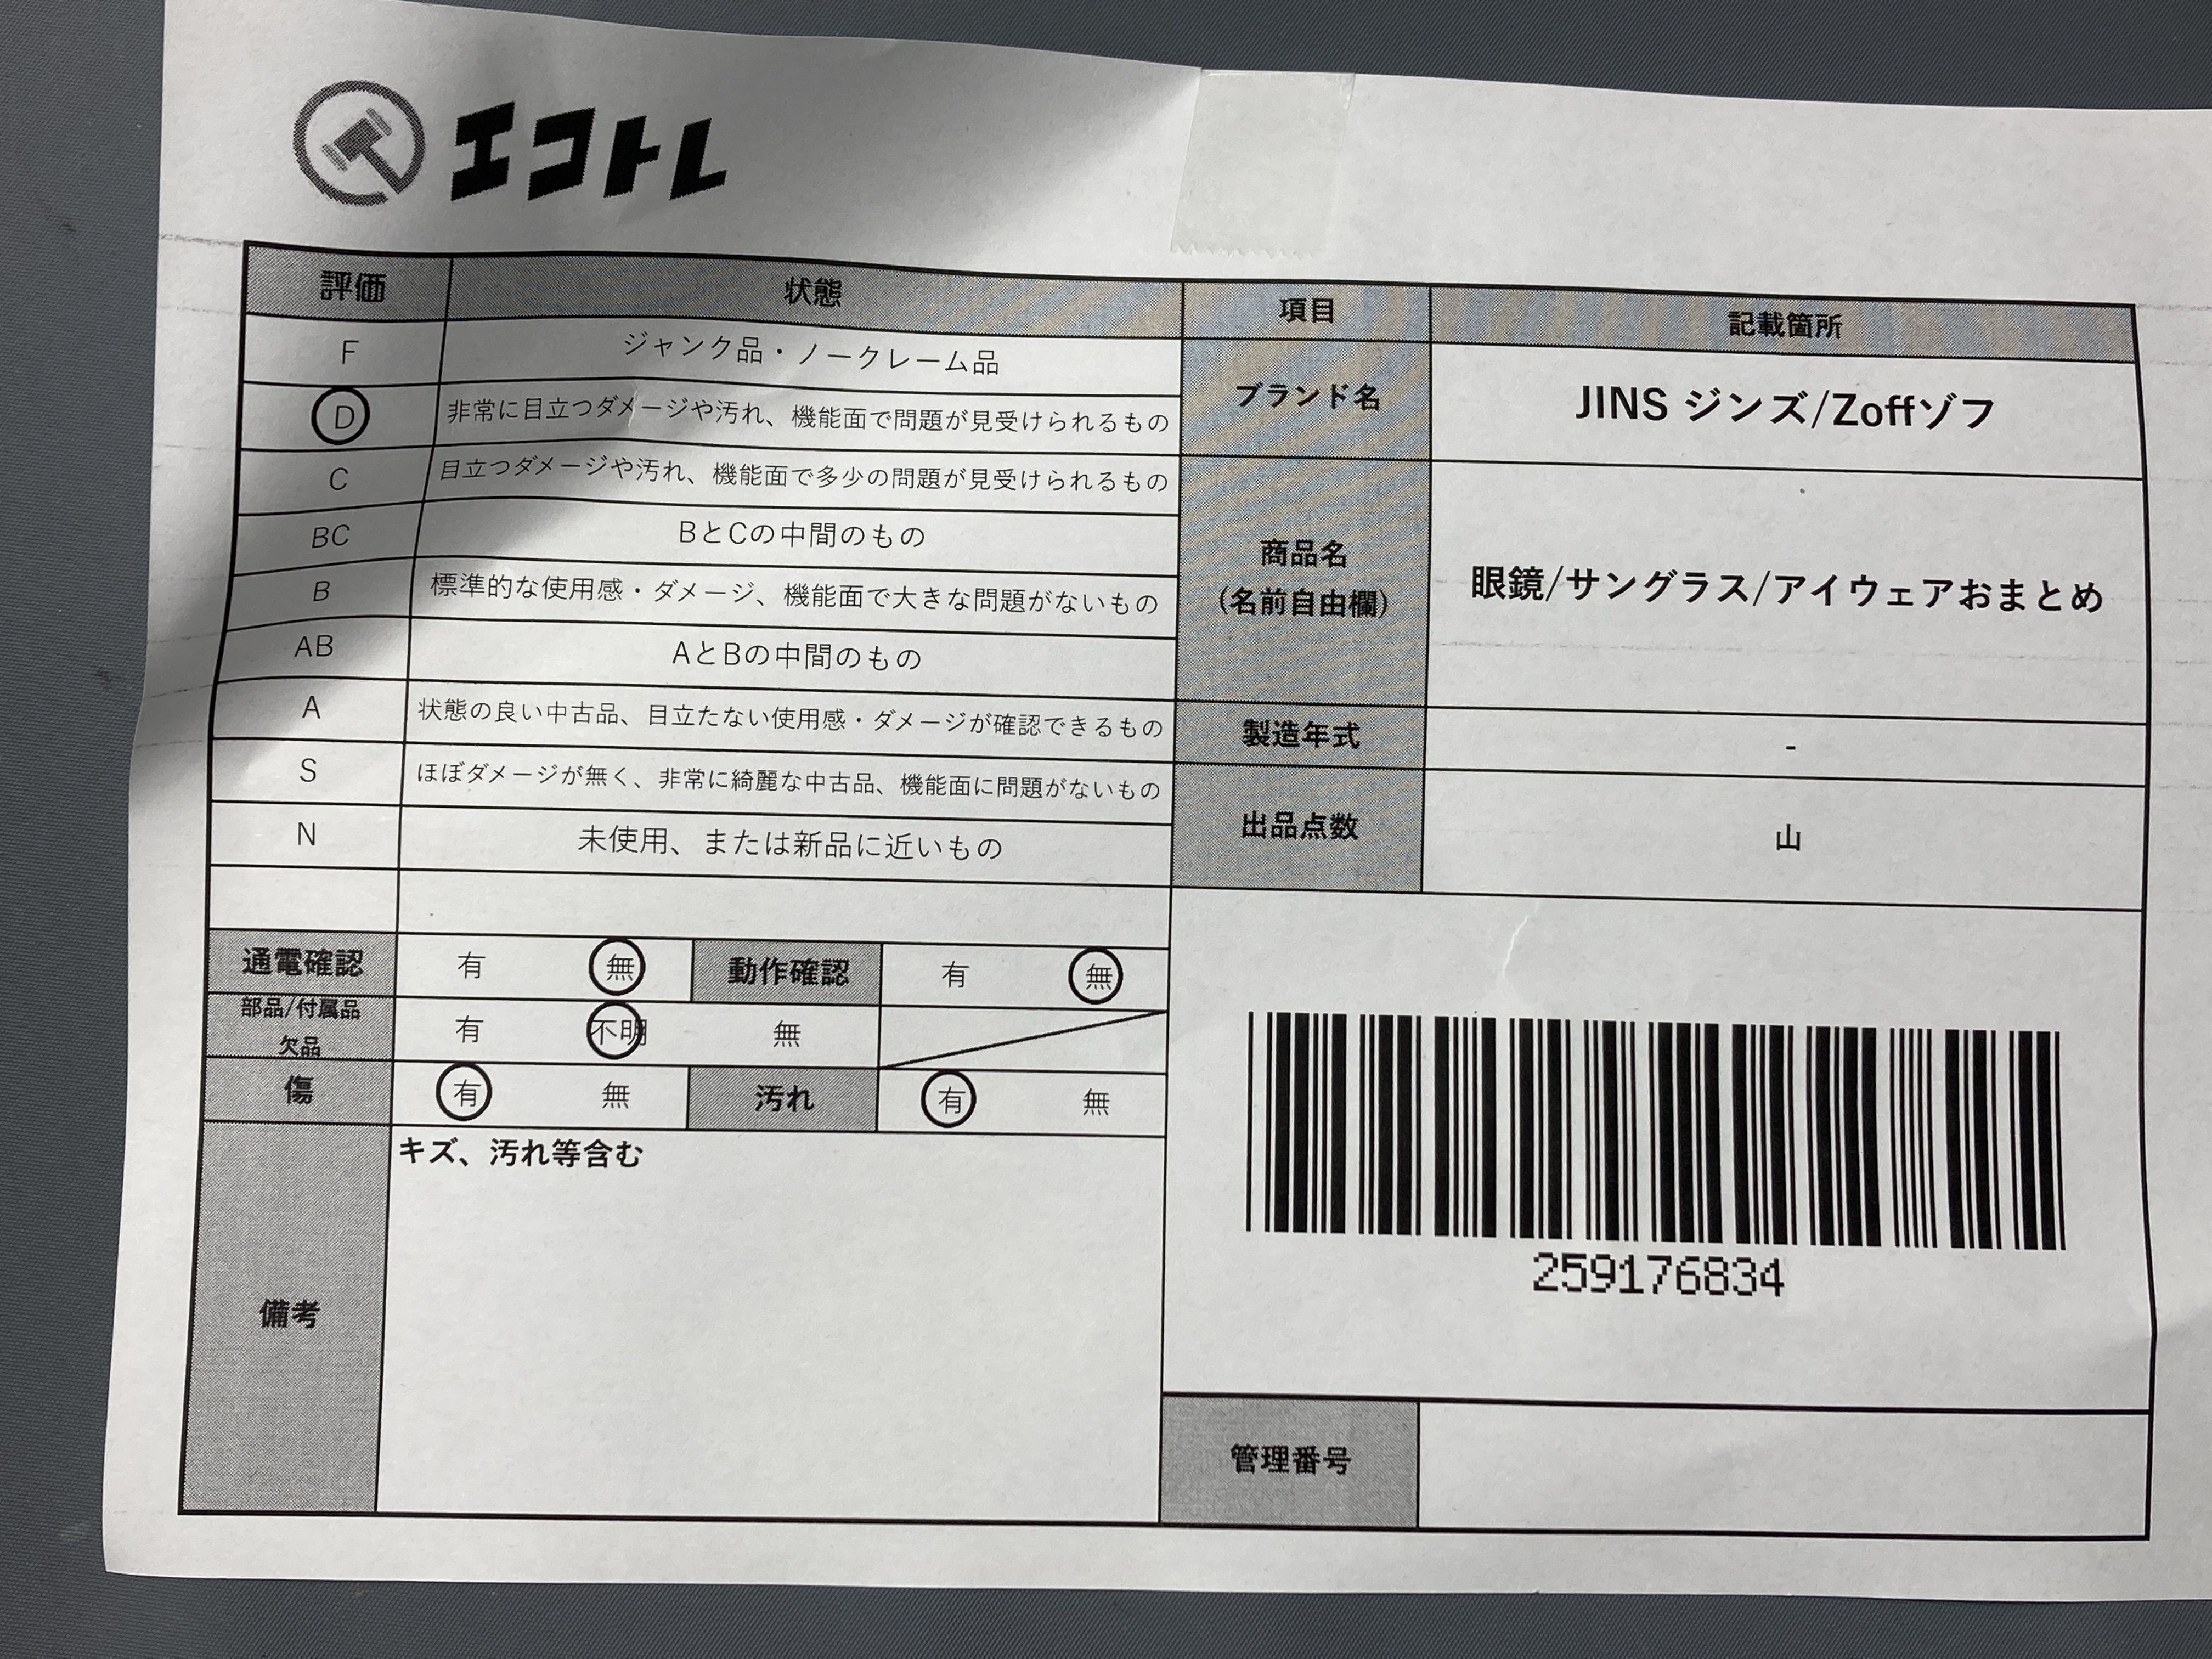 エコトレ
評価 状態
F ジャンク品・ノークレーム品
D 非常に目立つダメージや汚れ、機能面で問題が見受けられるもの
C 目立つダメージや汚れ、機能面で多少の問題が見受けられるもの
BC BとCの中間のもの
B 標準的な使用感・ダメージ、機能面で大きな問題がないもの
AB AとBの中間のもの
A 状態の良い中古品、目立たない使用感・ダメージが確認できるもの
S ほぼダメージが無く、非常に綺麗な中古品、機能面に問題がないもの
N 未使用、または新品に近いもの
通電確認 有 無 動作確認 有 無
部品/付属品
欠品 有 不明 無
傷 有 無 汚れ 有 無
備考 キズ、汚れ等含む
項目 記載箇所
ブランド名 JINS ジンズ/Zoffゾフ
商品名
(名前自由欄) 眼鏡/サングラス/アイウェアおまとめ
製造年式 -
出品点数 山
259176834
管理番号